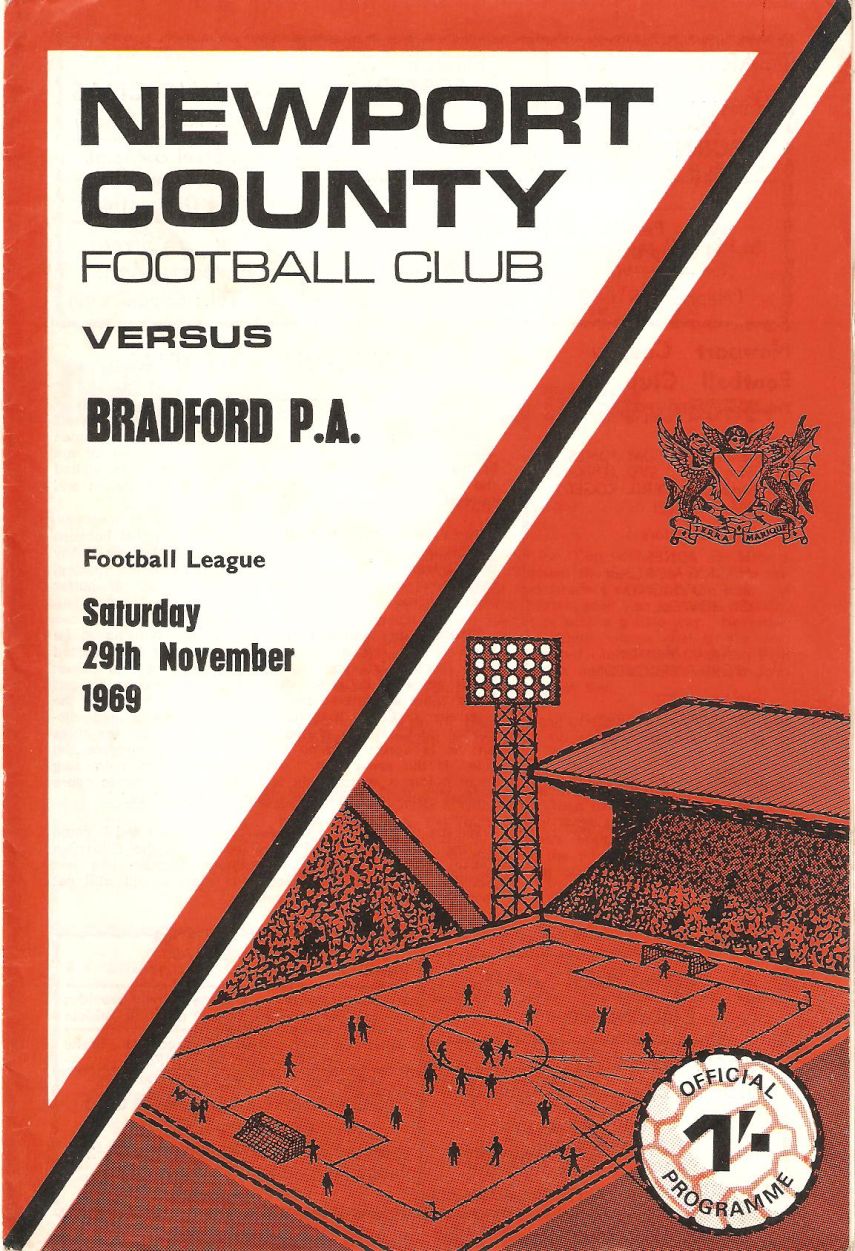 NEWPORT
COUNTY
FOOTBALL CLUB
VERSUS
BRADFORD P.A.
Football League
Saturday
29th November
1969
TERRA MARIQUE
OFFICIAL
1/-
PROGRAMME